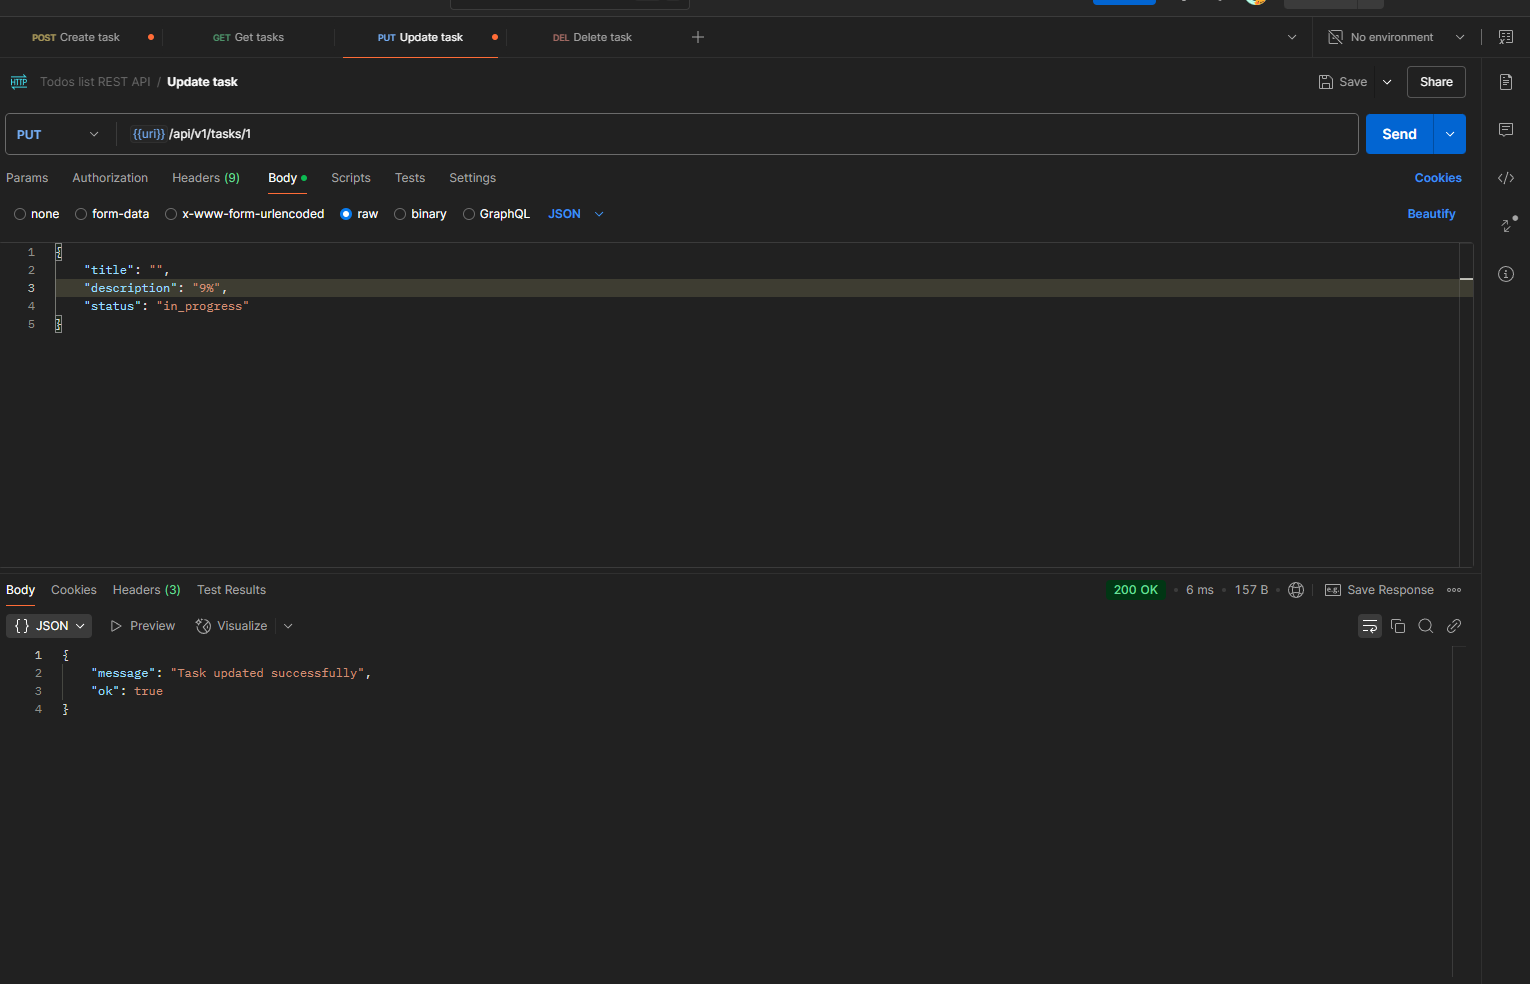 POST Create task GET Get tasks PUT Update task DEL Delete task No environment
HTTP Todos list REST API / Update task Save Share
PUT {{uri}} /api/v1/tasks/1 Send
Params Authorization Headers (9) Body Scripts Tests Settings Cookies
none form-data x-www-form-urlencoded raw binary GraphQL JSON Beautify
1 {
2 "title": "",
3 "description": "9%",
4 "status": "in_progress"
5 }
Body Cookies Headers (3) Test Results 200 OK 6 ms 157 B e.g. Save Response
{} JSON Preview Visualize
1 {
2 "message": "Task updated successfully",
3 "ok": true
4 }